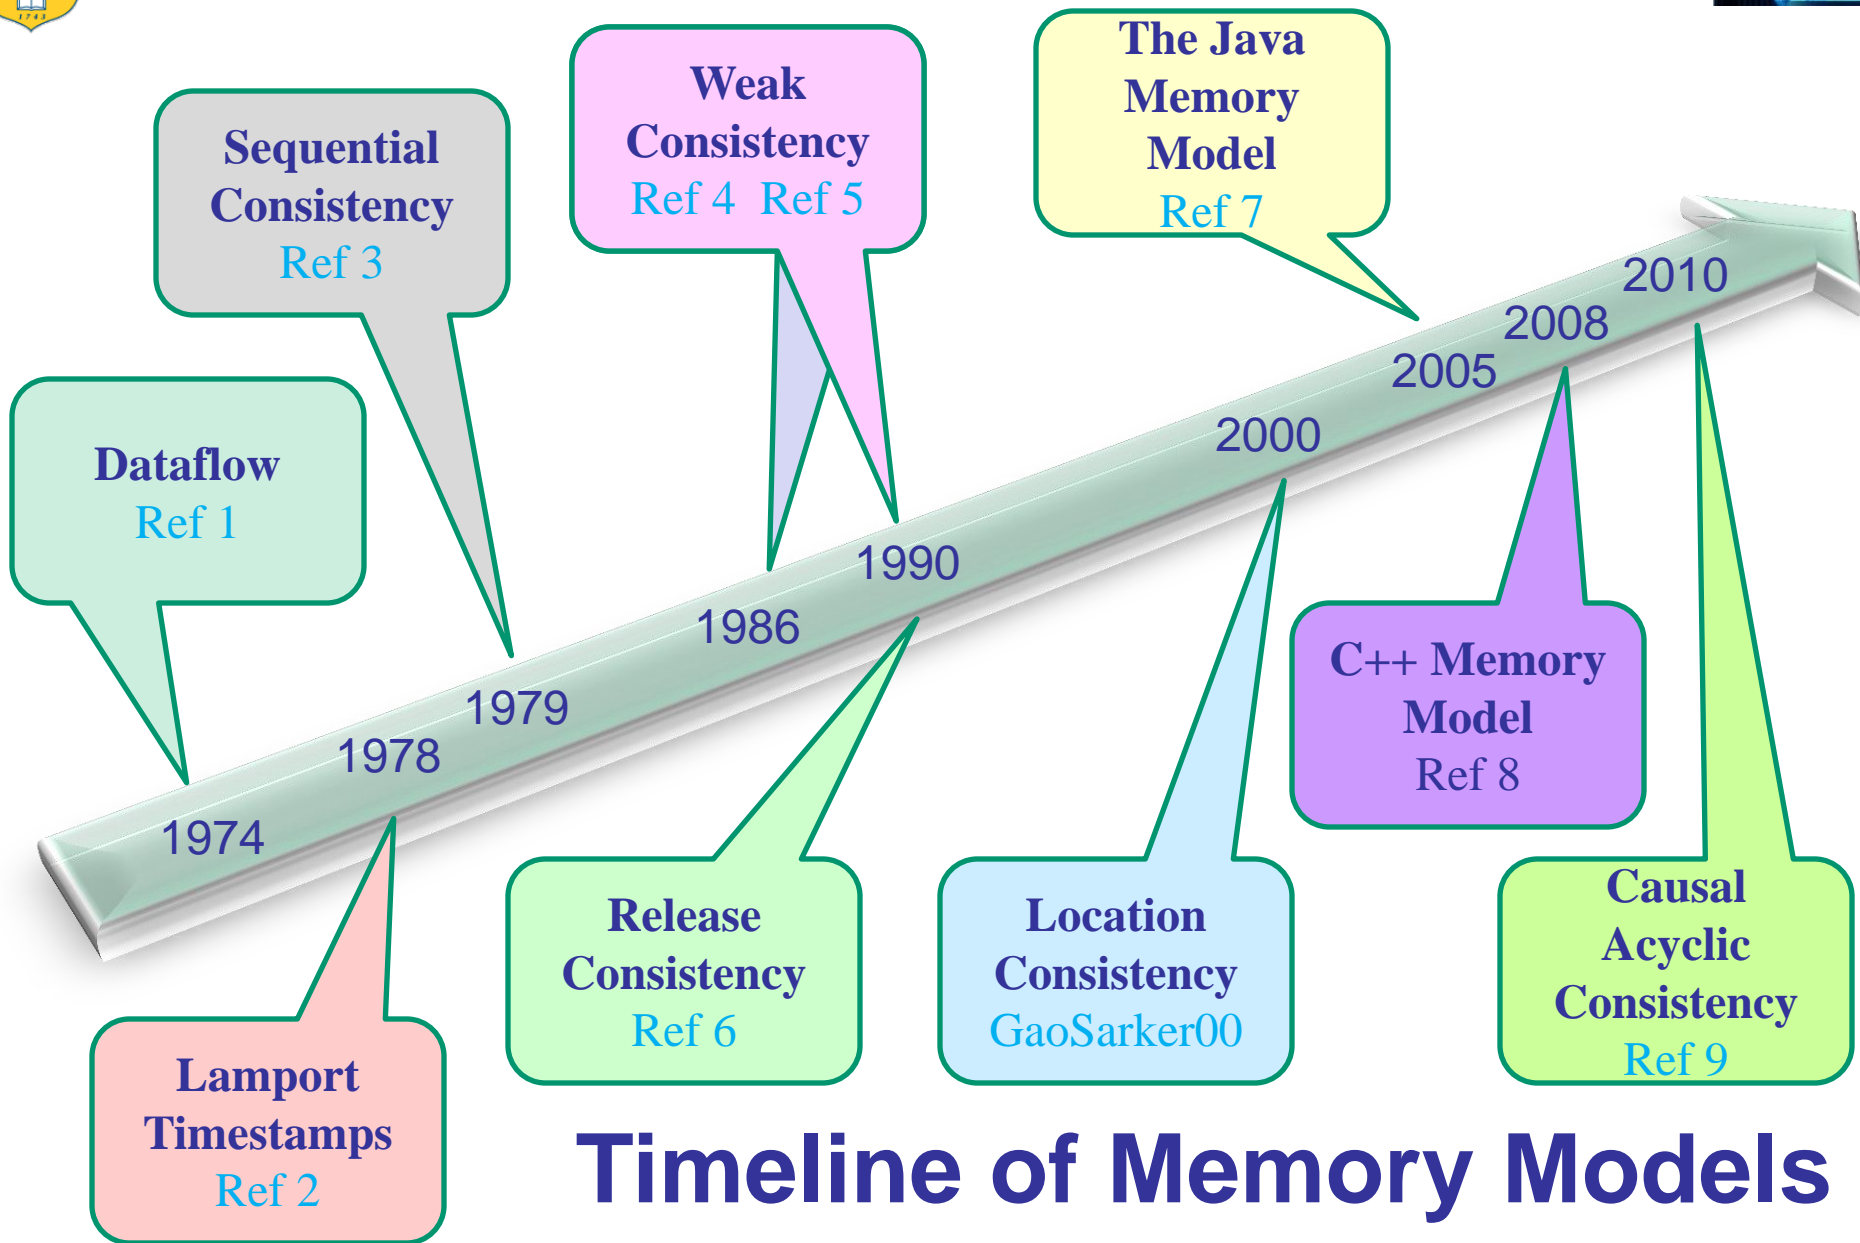 1743
Sequential
Consistency
Ref 3
Weak
Consistency
Ref 4  Ref 5
The Java
Memory
Model
Ref 7
Dataflow
Ref 1
1974
1978
1979
1986
1990
2000
2005
2008
2010
Lamport
Timestamps
Ref 2
Release
Consistency
Ref 6
Location
Consistency
GaoSarker00
C++ Memory
Model
Ref 8
Causal
Acyclic
Consistency
Ref 9
Timeline of Memory Models